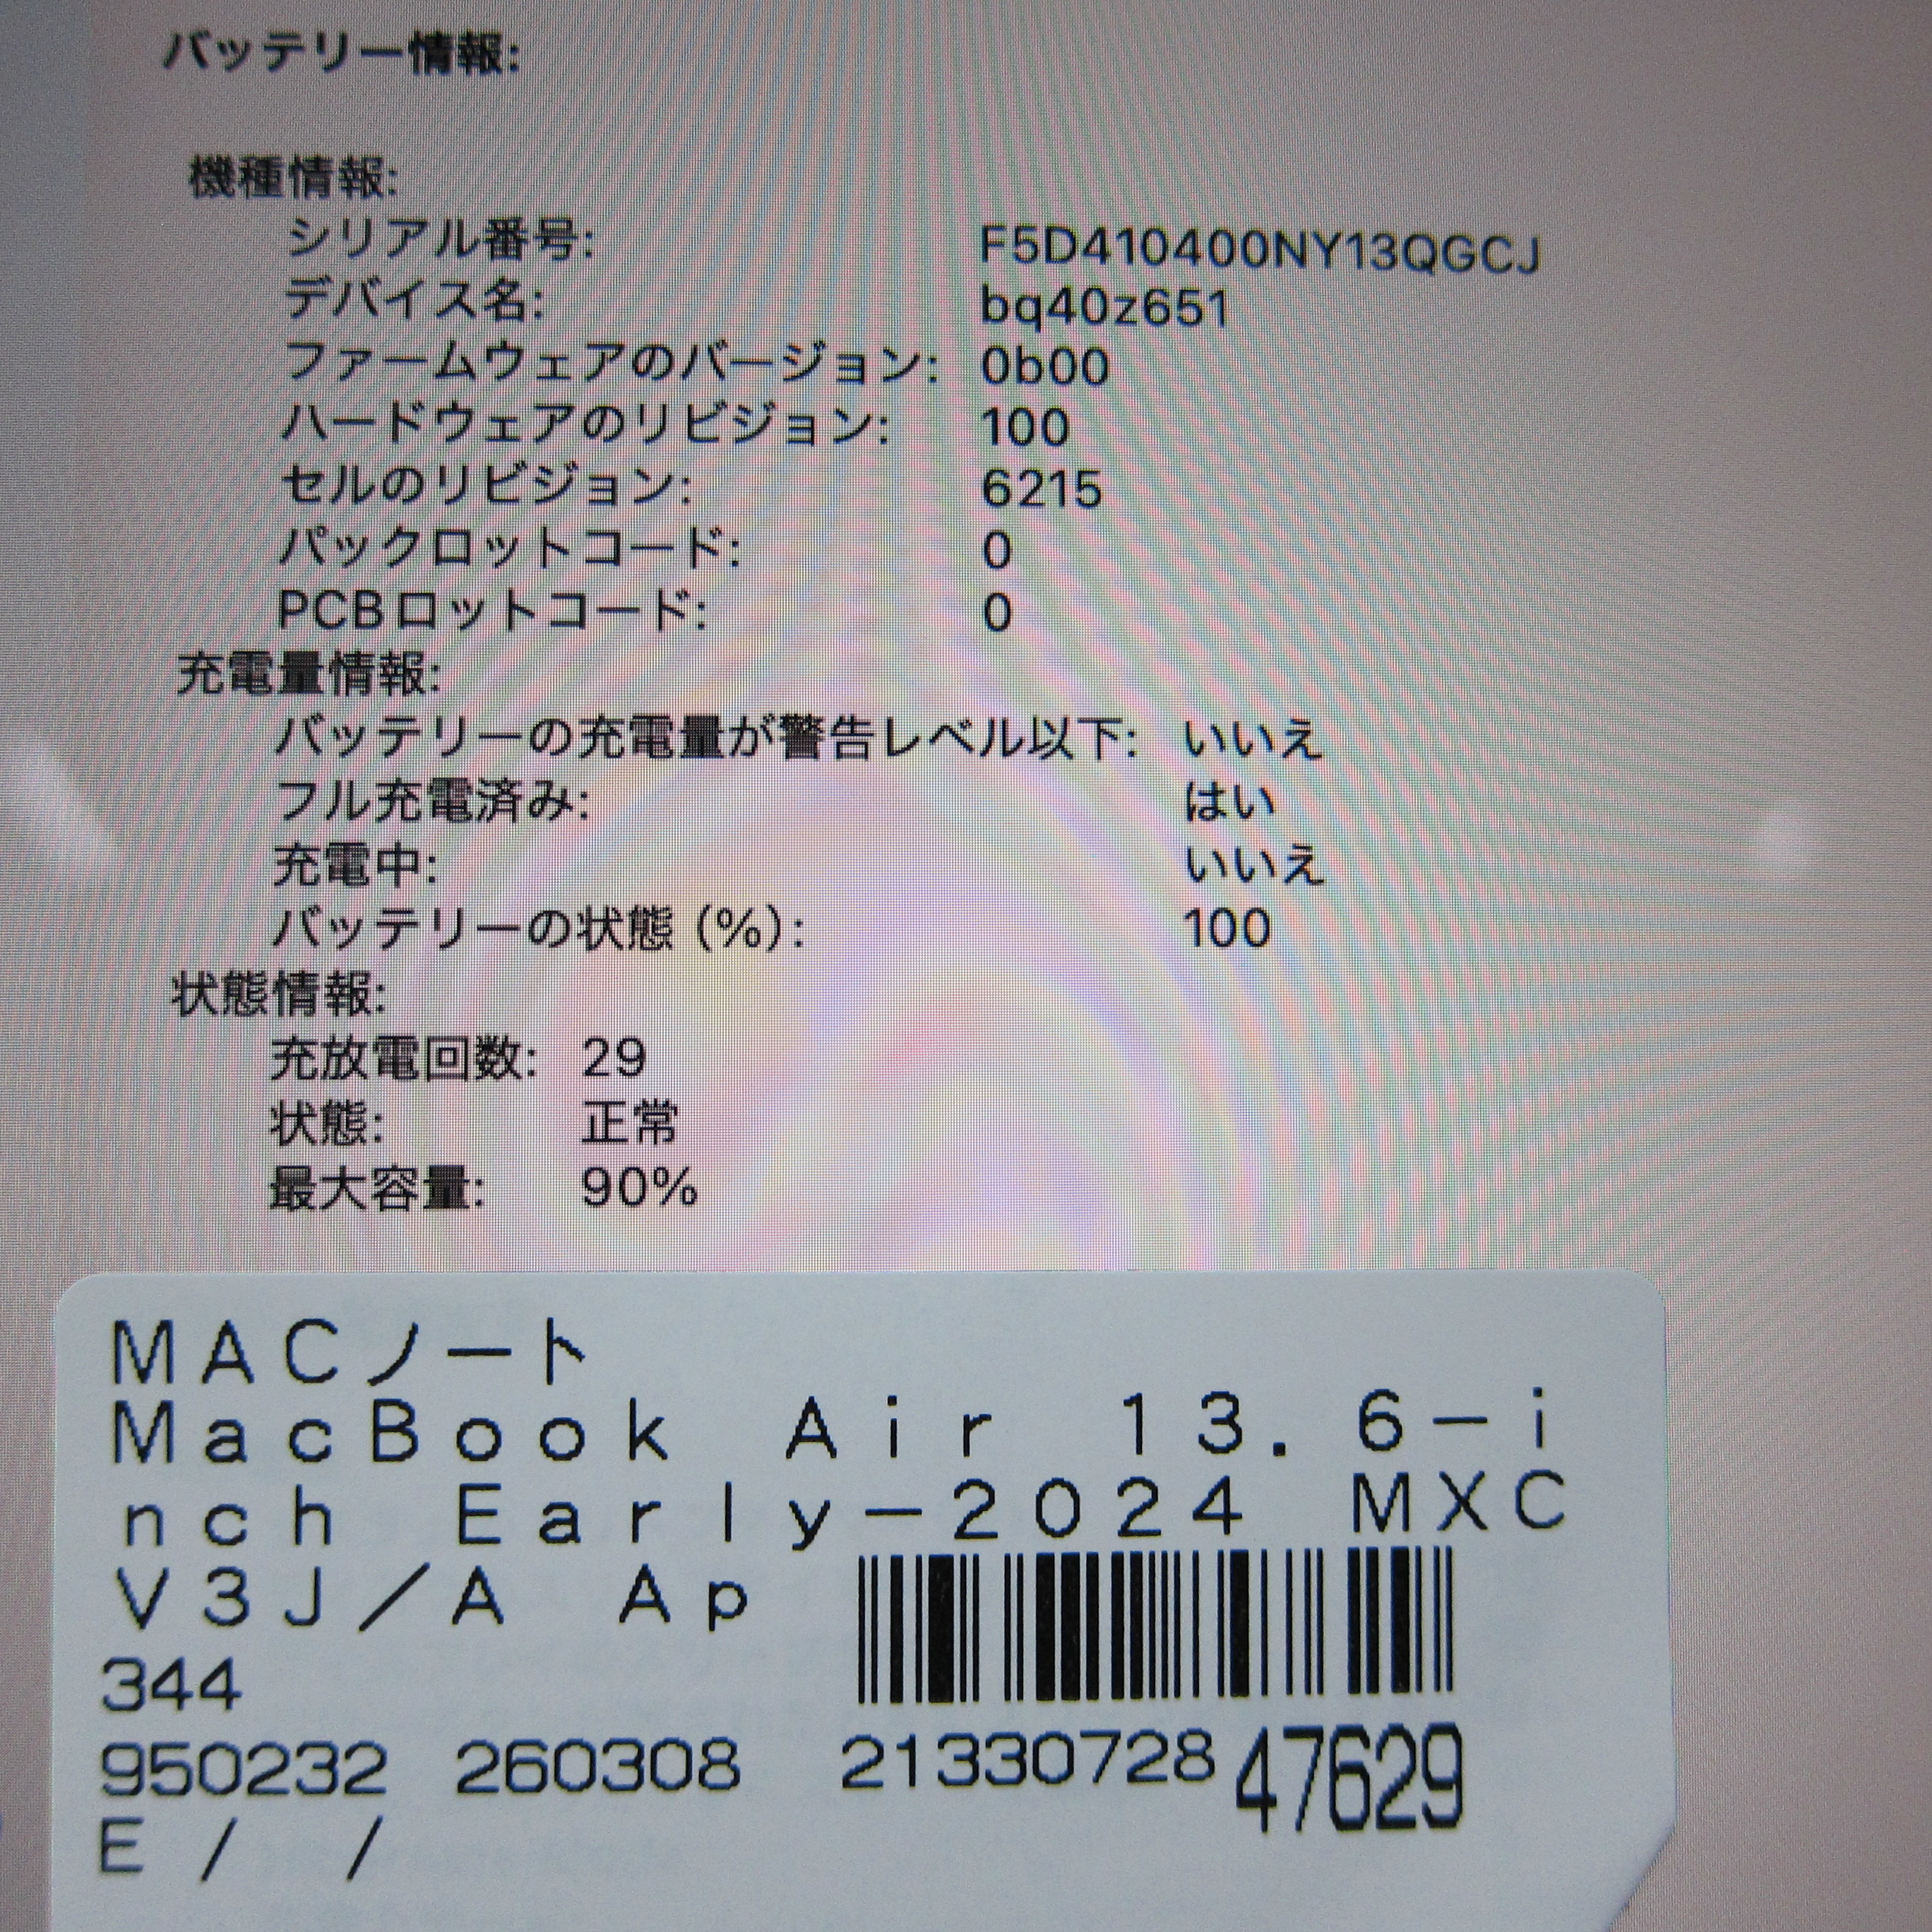 バッテリー情報:
機種情報:
シリアル番号: F5D410400NY13QGCJ
デバイス名: bq40z651
ファームウェアのバージョン: 0b00
ハードウェアのリビジョン: 100
セルのリビジョン: 6215
パックロットコード: 0
PCBロットコード: 0
充電量情報:
バッテリーの充電量が警告レベル以下: いいえ
フル充電済み: はい
充電中: いいえ
バッテリーの状態 (%): 100
状態情報:
充放電回数: 29
状態: 正常
最大容量: 90%
MACノート
MacBook Air 13.6-i
nch Early-2024 MXC
V3J/A Ap
344
950232 260308 21330728 47629
E / /